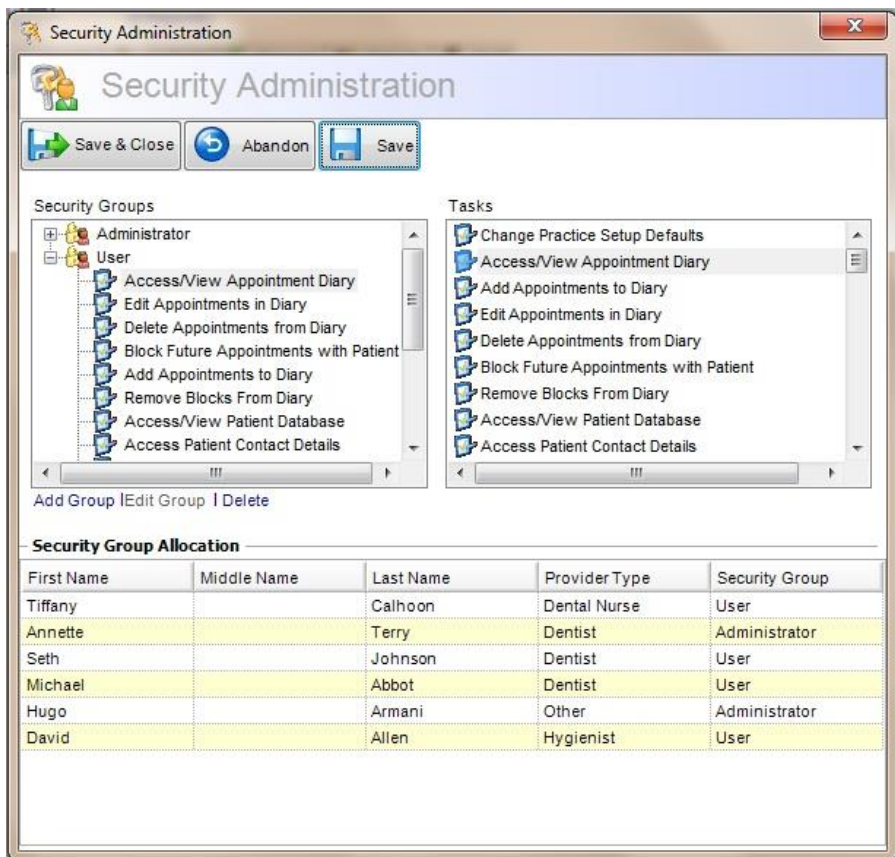 Security Administration
Security Administration
Save & Close Abandon Save
Security Groups
Administrator
User
Access/View Appointment Diary
Edit Appointments in Diary
Delete Appointments from Diary
Block Future Appointments with Patient
Add Appointments to Diary
Remove Blocks From Diary
Access/View Patient Database
Access Patient Contact Details
Add Group |Edit Group | Delete
Tasks
Change Practice Setup Defaults
Access/View Appointment Diary
Add Appointments to Diary
Edit Appointments in Diary
Delete Appointments from Diary
Block Future Appointments with Patient
Remove Blocks From Diary
Access/View Patient Database
Access Patient Contact Details
Security Group Allocation
First Name Middle Name Last Name Provider Type Security Group
Tiffany Calhoon Dental Nurse User
Annette Terry Dentist Administrator
Seth Johnson Dentist User
Michael Abbot Dentist User
Hugo Armani Other Administrator
David Allen Hygienist User